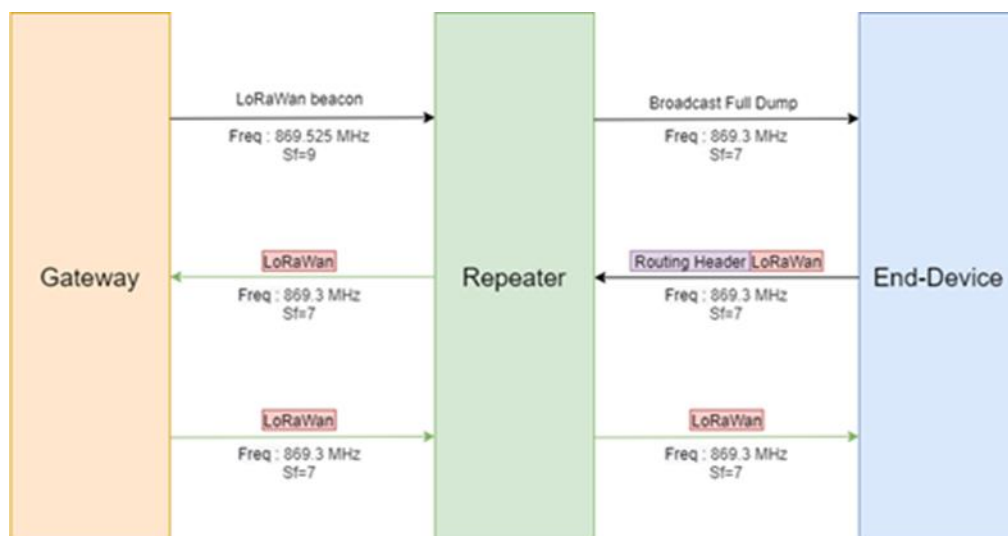 LoRaWan beacon
Freq : 869.525 MHz
Sf=9
Broadcast Full Dump
Freq : 869.3 MHz
Sf=7
Gateway
LoRaWan
Freq : 869.3 MHz
Sf=7
Repeater
Routing Header LoRaWan
Freq : 869.3 MHz
Sf=7
End-Device
LoRaWan
Freq : 869.3 MHz
Sf=7
LoRaWan
Freq : 869.3 MHz
Sf=7